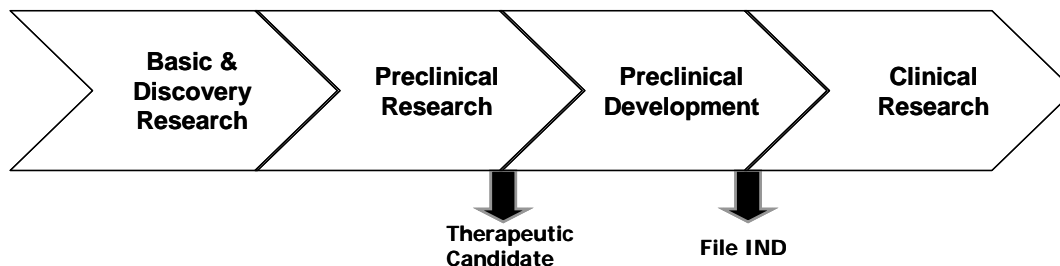 Basic &
Discovery
Research
Preclinical
Research
Preclinical
Development
Clinical
Research
Therapeutic
Candidate
File IND